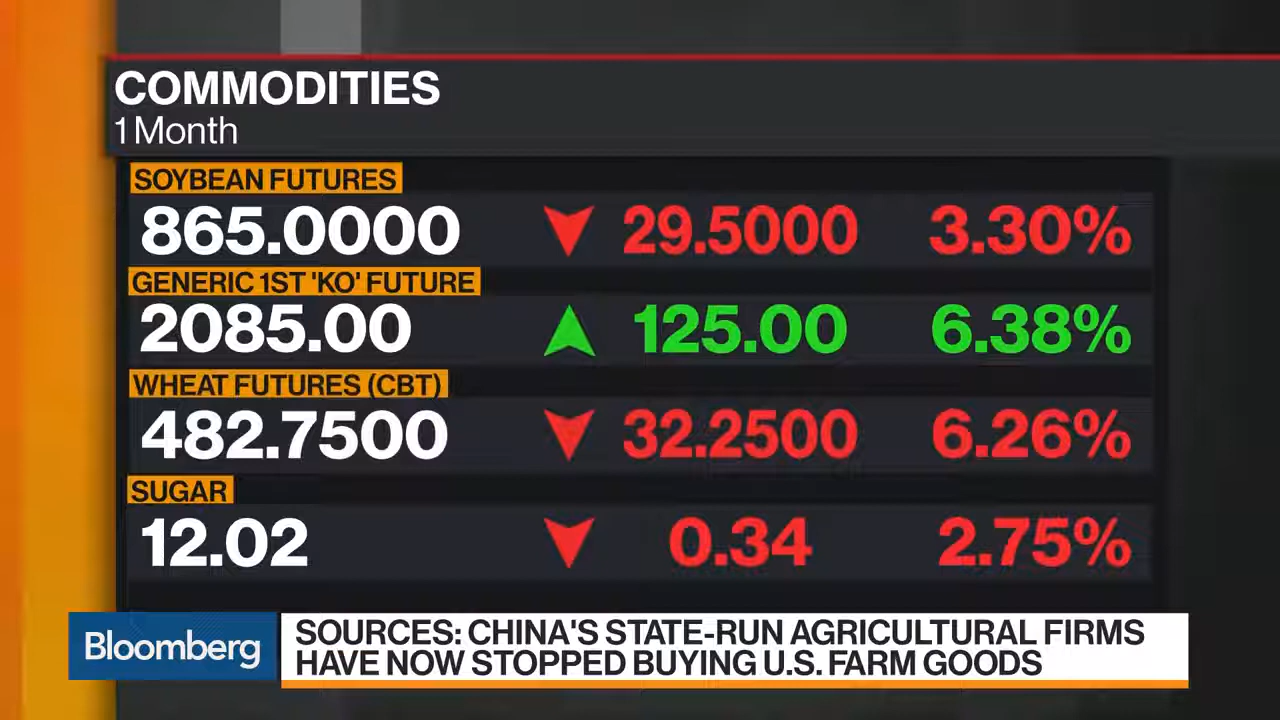 COMMODITIES
1 Month
SOYBEAN FUTURES
865.0000 29.5000 3.30%
GENERIC 1ST 'KO' FUTURE
2085.00 125.00 6.38%
WHEAT FUTURES (CBT)
482.7500 32.2500 6.26%
SUGAR
12.02 0.34 2.75%
Bloomberg
SOURCES: CHINA'S STATE-RUN AGRICULTURAL FIRMS
HAVE NOW STOPPED BUYING U.S. FARM GOODS